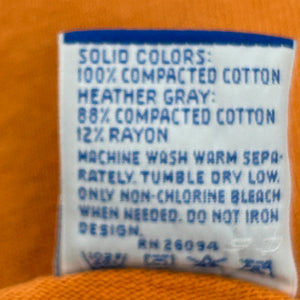 SOLID COLORS:
100% COMPACTED COTTON
HEATHER GRAY:
88% COMPACTED COTTON
12% RAYON
MACHINE WASH WARM SEPA-
RATELY. TUMBLE DRY LOW.
ONLY NON-CHLORINE BLEACH
WHEN NEEDED. DO NOT IRON
DESIGN.
RN 26094